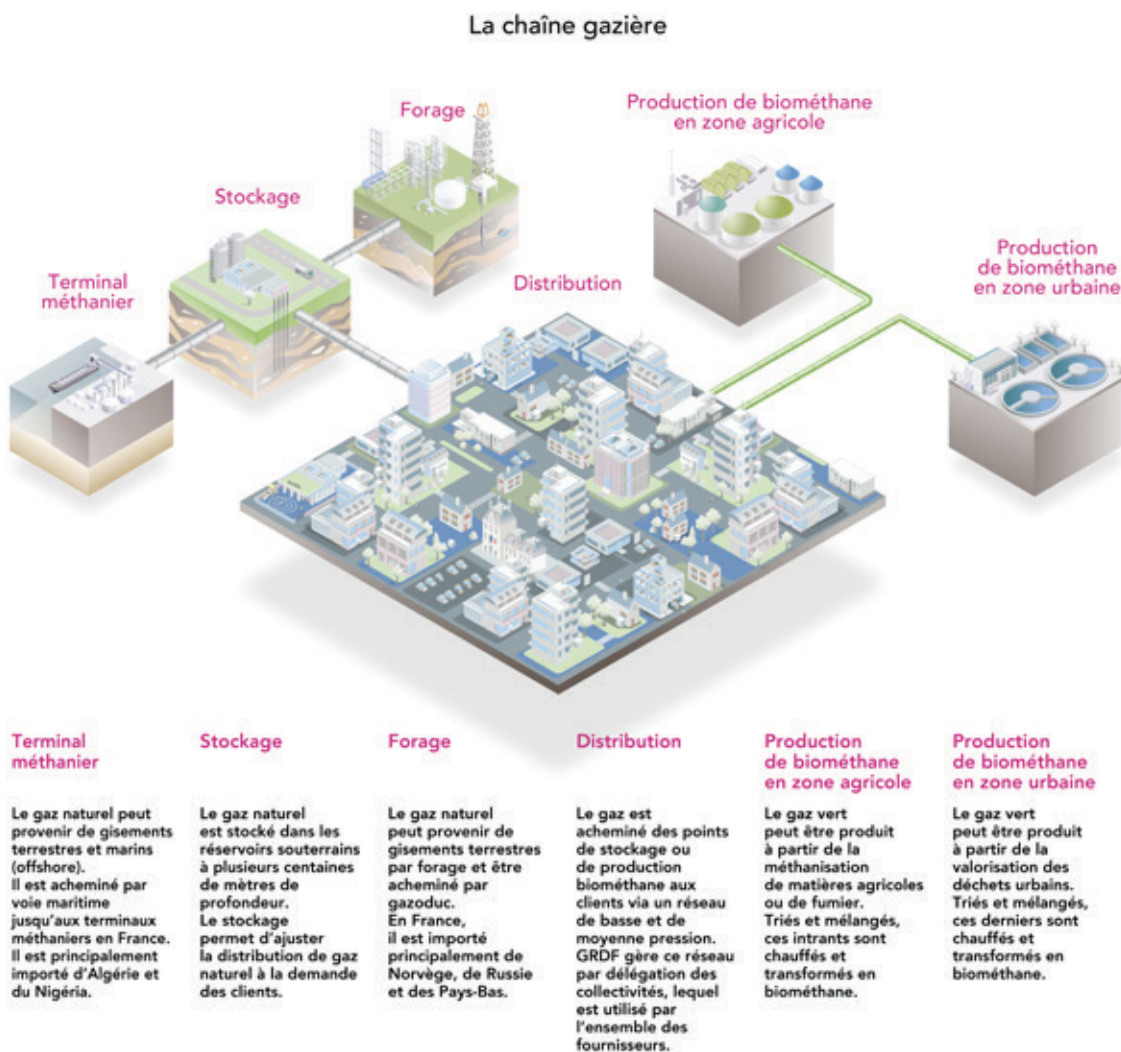 La chaîne gazière
Forage
Production de biométhane
en zone agricole
Stockage
Production
de biométhane
en zone urbaine
Terminal
méthanier
Distribution
Terminal
méthanier
Le gaz naturel peut
provenir de gisements
terrestres et marins
(offshore).
Il est acheminé par
voie maritime
jusqu'aux terminaux
méthaniers en France.
Il est principalement
importé d'Algérie et
du Nigéria.
Stockage
Le gaz naturel
est stocké dans les
réservoirs souterrains
à plusieurs centaines
de mètres de
profondeur.
Le stockage
permet d'ajuster
la distribution de gaz
naturel à la demande
des clients.
Forage
Le gaz naturel
peut provenir de
gisements terrestres
par forage et être
acheminé par
gazoduc.
En France,
il est importé
principalement de
Norvège, de Russie
et des Pays-Bas.
Distribution
Le gaz est
acheminé des points
de stockage ou
de production
biométhane aux
clients via un réseau
de basse et de
moyenne pression.
GRDF gère ce réseau
par délégation des
collectivités, lequel
est utilisé par
l'ensemble des
fournisseurs.
Production
de biométhane
en zone agricole
Le gaz vert
peut être produit
à partir de la
méthanisation
de matières agricoles
ou de fumier.
Triés et mélangés,
ces intrants sont
chauffés et
transformés en
biométhane.
Production
de biométhane
en zone urbaine
Le gaz vert
peut être produit
à partir de la
valorisation des
déchets urbains.
Triés et mélangés,
ces derniers sont
chauffés et
transformés en
biométhane.